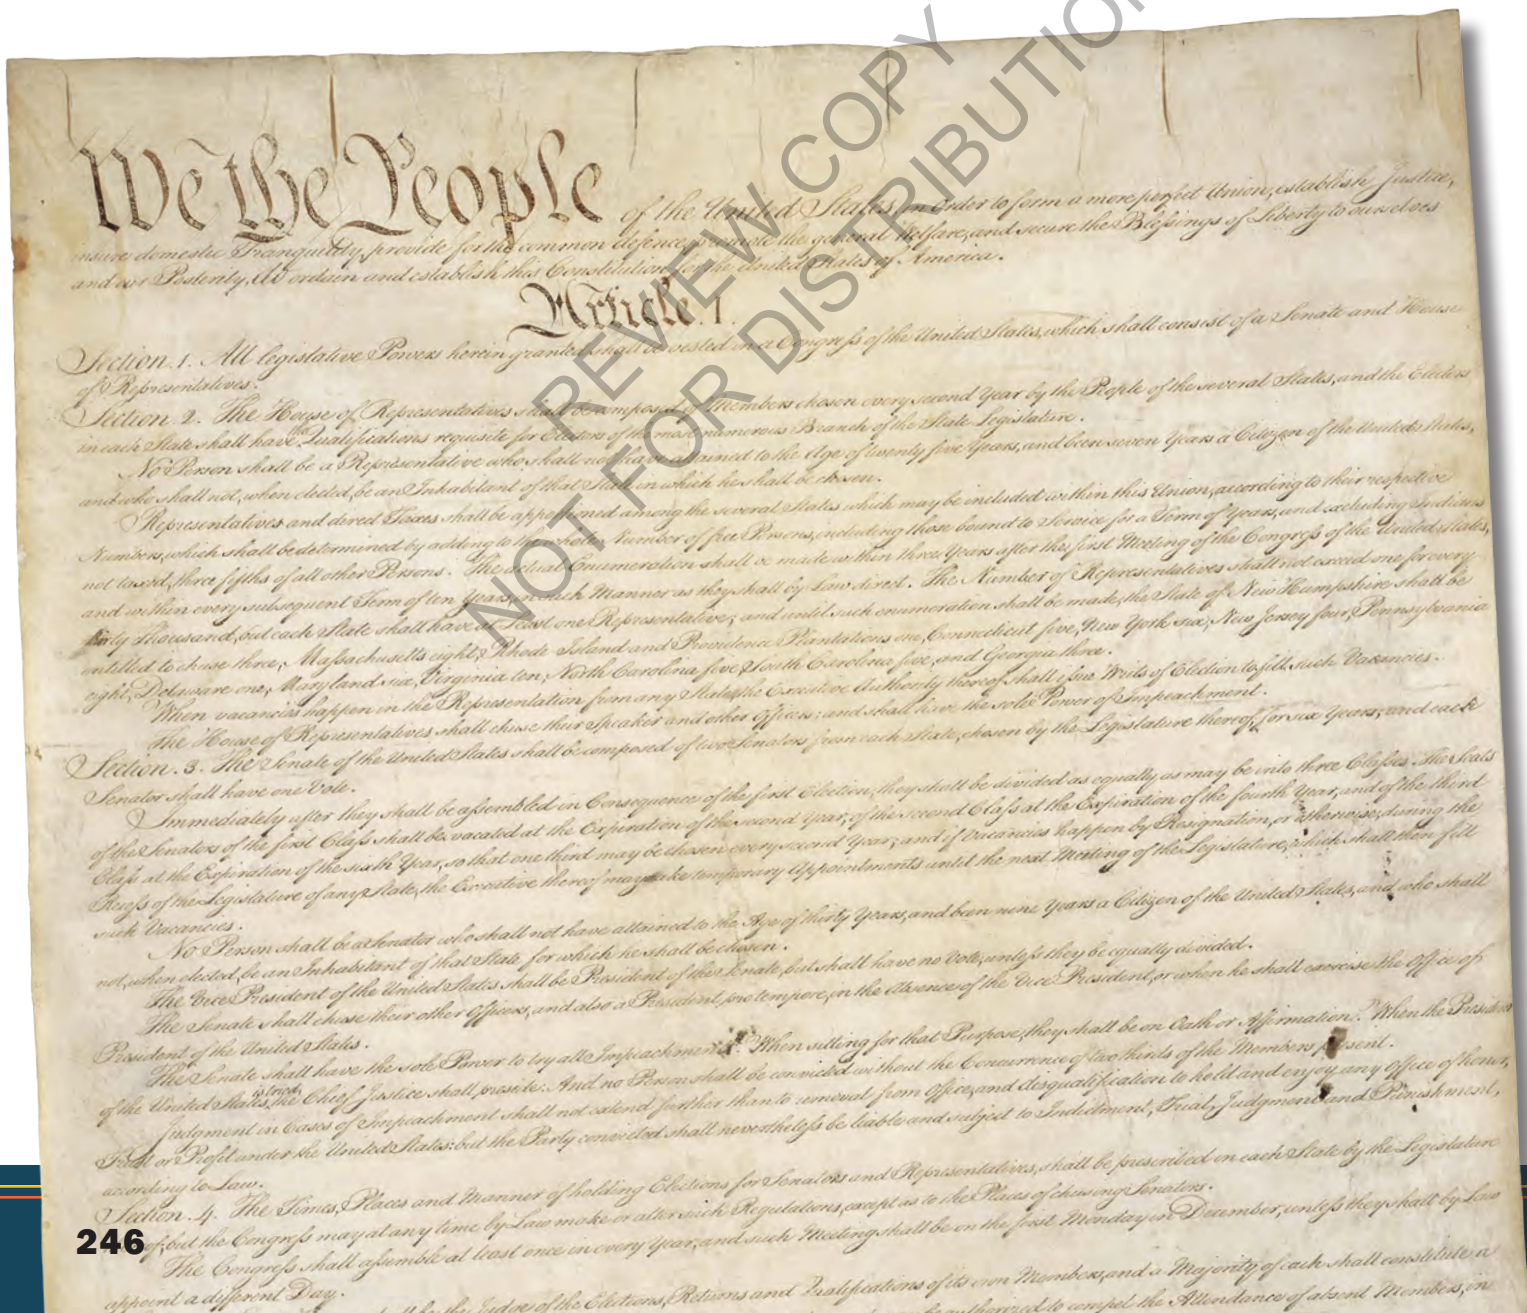 REVIEW COPY
NOT FOR DISTRIBUTION
We the People of the United States, in Order to form a more perfect Union, establish Justice,
insure domestic Tranquility, provide for the common defence, promote the general Welfare, and secure the Blessings of Liberty to ourselves
and our Posterity, do ordain and establish this Constitution for the United States of America.
Article. I.
Section. 1. All legislative Powers herein granted shall be vested in a Congress of the United States, which shall consist of a Senate and House
of Representatives.
Section. 2. The House of Representatives shall be composed of Members chosen every second Year by the People of the several States, and the Electors
in each State shall have the Qualifications requisite for Electors of the most numerous Branch of the State Legislature.
No Person shall be a Representative who shall not have attained to the Age of twenty five Years, and been seven Years a Citizen of the United States,
and who shall not, when elected, be an Inhabitant of that State in which he shall be chosen.
Representatives and direct Taxes shall be apportioned among the several States which may be included within this Union, according to their respective
Numbers, which shall be determined by adding to the whole Number of free Persons, including those bound to Service for a Term of Years, and excluding Indians
not taxed, three fifths of all other Persons. The actual Enumeration shall be made within three Years after the first Meeting of the Congress of the United States,
and within every subsequent Term of ten Years, in such Manner as they shall by Law direct. The Number of Representatives shall not exceed one for every
thirty Thousand, but each State shall have at Least one Representative; and until such enumeration shall be made, the State of New Hampshire shall be
entitled to chuse three, Massachusetts eight, Rhode Island and Providence Plantations one, Connecticut five, New York six, New Jersey four, Pennsylvania
eight, Delaware one, Maryland six, Virginia ten, North Carolina five, South Carolina five, and Georgia three.
When vacancies happen in the Representation from any State, the Executive Authority thereof shall issue Writs of Election to fill such Vacancies.
The House of Representatives shall chuse their Speaker and other Officers; and shall have the sole Power of Impeachment.
Section. 3. The Senate of the United States shall be composed of two Senators from each State, chosen by the Legislature thereof, for six Years; and each
Senator shall have one Vote.
Immediately after they shall be assembled in Consequence of the first Election, they shall be divided as equally as may be into three Classes. The Seats
of the Senators of the first Class shall be vacated at the Expiration of the second Year, of the second Class at the Expiration of the fourth Year, and of the third
Class at the Expiration of the sixth Year, so that one third may be chosen every second Year; and if Vacancies happen by Resignation, or otherwise, during the
Recess of the Legislature of any State, the Executive thereof may make temporary Appointments until the next Meeting of the Legislature, which shall then fill
such Vacancies.
No Person shall be a Senator who shall not have attained to the Age of thirty Years, and been nine Years a Citizen of the United States, and who shall
not, when elected, be an Inhabitant of that State for which he shall be chosen.
The Vice President of the United States shall be President of the Senate, but shall have no Vote, unless they be equally divided.
The Senate shall chuse their other Officers, and also a President pro tempore, in the Absence of the Vice President, or when he shall exercise the Office of
President of the United States.
The Senate shall have the sole Power to try all Impeachments. When sitting for that Purpose, they shall be on Oath or Affirmation. When the President
of the United States is tried, the Chief Justice shall preside: And no Person shall be convicted without the Concurrence of two thirds of the Members present.
Judgment in Cases of Impeachment shall not extend further than to removal from Office, and disqualification to hold and enjoy any Office of honor,
Trust or Profit under the United States: but the Party convicted shall nevertheless be liable and subject to Indictment, Trial, Judgment and Punishment,
according to Law.
Section. 4. The Times, Places and Manner of holding Elections for Senators and Representatives, shall be prescribed in each State by the Legislature
of; but the Congress may at any time by Law make or alter such Regulations, except as to the Places of chusing Senators.
246
The Congress shall assemble at least once in every Year, and such Meeting shall be on the first Monday in December, unless they shall by Law
appoint a different Day.
shall be the Judge of the Elections, Returns and Qualifications of its own Members, and a Majority of each shall constitute a
be authorized to compel the Attendance of absent Members, in